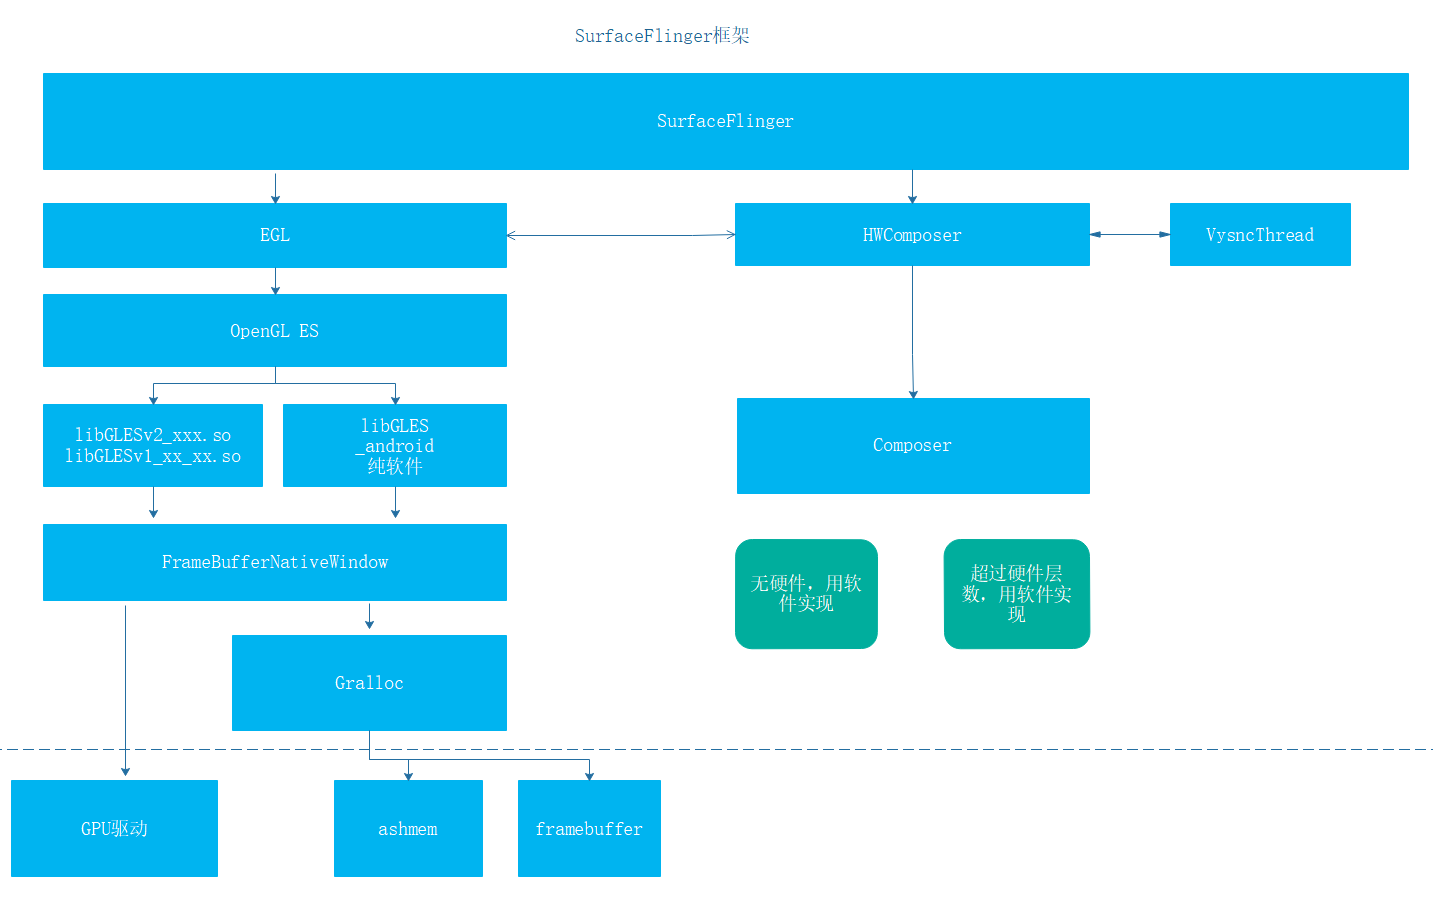 SurfaceFlinger框架
SurfaceFlinger
EGL
HWComposer
VysncThread
OpenGL ES
libGLESv2_xxx.so
libGLESv1_xx_xx.so
libGLES
_android
纯软件
Composer
FrameBufferNativeWindow
无硬件，用软
件实现
超过硬件层
数，用软件实
现
Gralloc
GPU驱动
ashmem
framebuffer